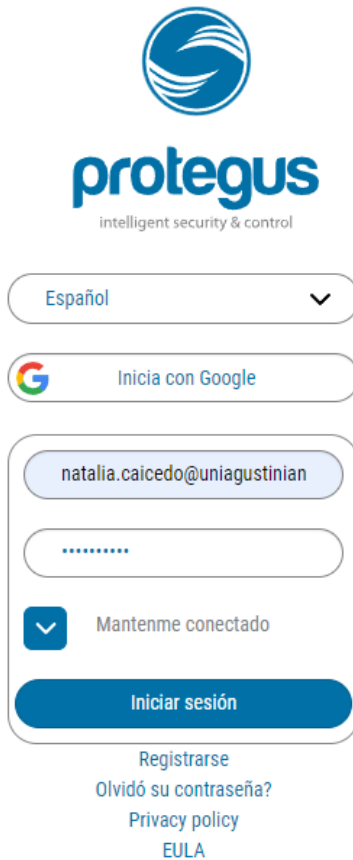 protegus
intelligent security & control
Español
Inicia con Google
natalia.caicedo@uniagustinian
••••••••••
Mantenme conectado
Iniciar sesión
Registrarse
Olvidó su contraseña?
Privacy policy
EULA